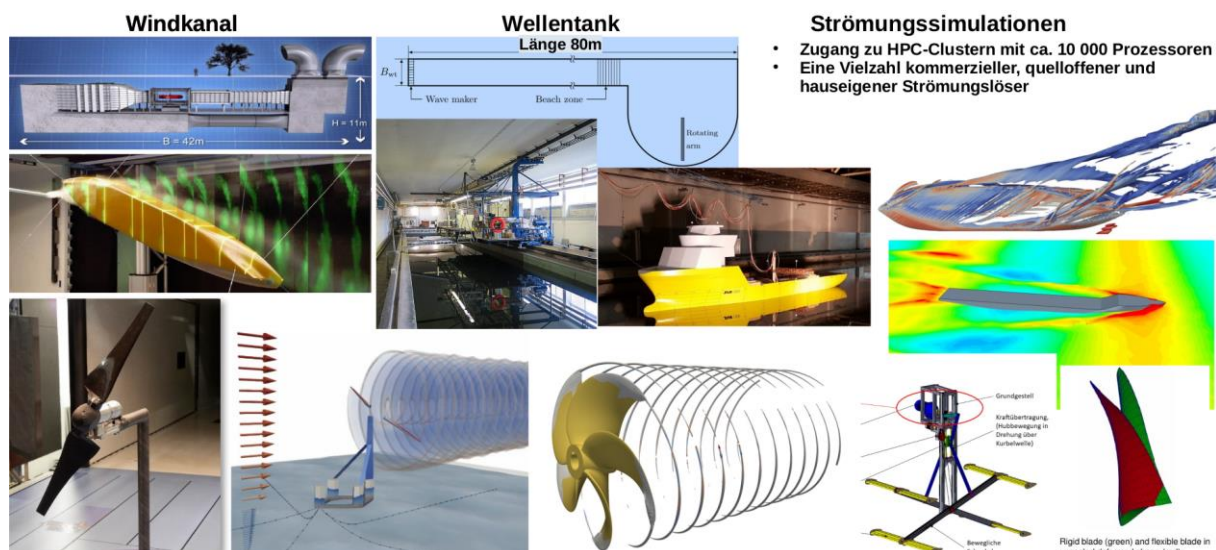 Windkanal
Wellentank
Strömungssimulationen
Länge 80m
• Zugang zu HPC-Clustern mit ca. 10 000 Prozessoren
• Eine Vielzahl kommerzieller, quelloffener und
hauseigener Strömungslöser
B_wt
Wave maker
Beach zone
Rotating
arm
H = 11m
B = 42m
Grundgestell
Kraftübertragung,
(Hubbewegung in
Drehung über
Kurbelwelle)
Bewegliche
Rigid blade (green) and flexible blade in